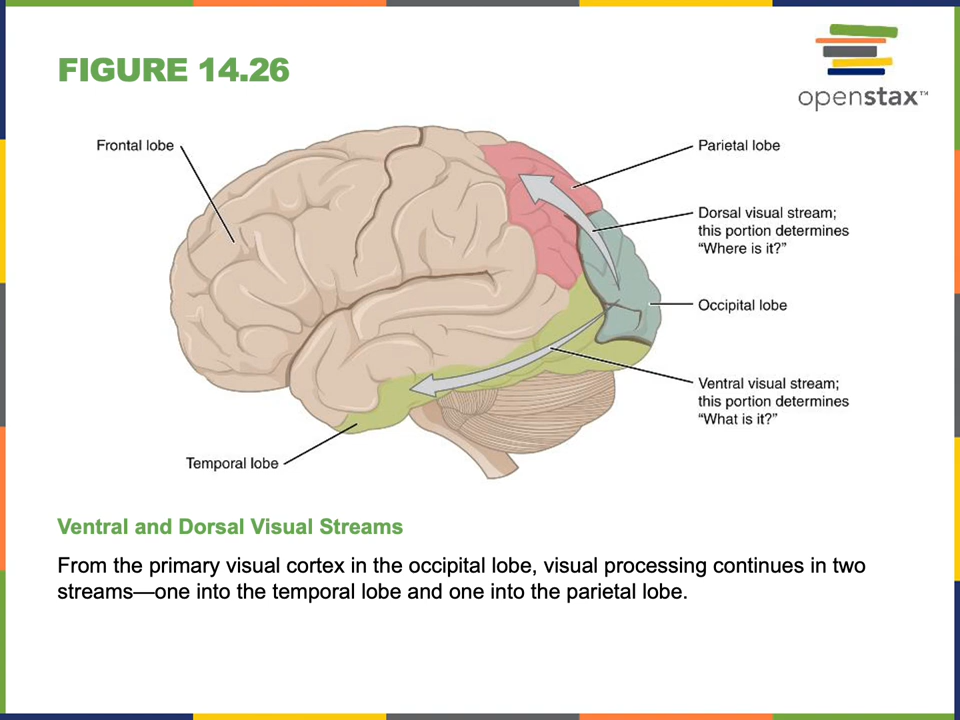 FIGURE 14.26
openstax™
Frontal lobe
Parietal lobe
Dorsal visual stream;
this portion determines
“Where is it?”
Occipital lobe
Ventral visual stream;
this portion determines
“What is it?”
Temporal lobe
Ventral and Dorsal Visual Streams
From the primary visual cortex in the occipital lobe, visual processing continues in two
streams—one into the temporal lobe and one into the parietal lobe.